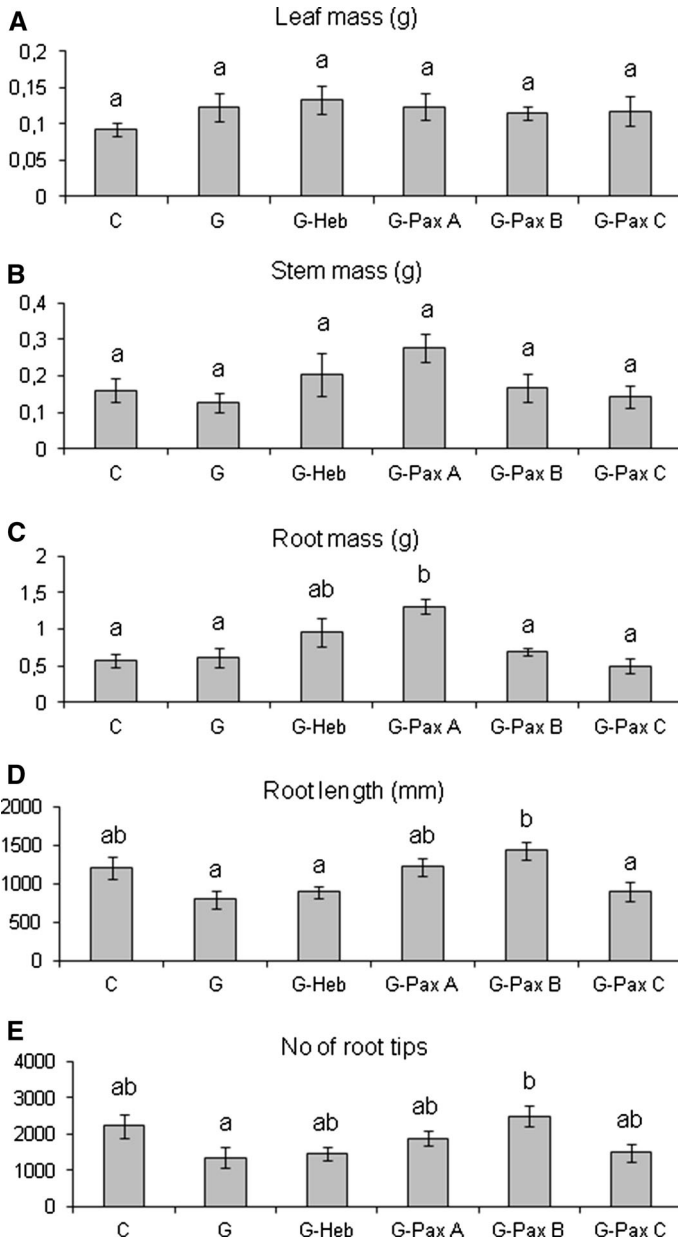 A
Leaf mass (g)
0,2
0,15
0,1
0,05
0
a a a a a a
C G G-Heb G-Pax A G-Pax B G-Pax C
B
Stem mass (g)
0,4
0,3
0,2
0,1
0
a a a a a a
C G G-Heb G-Pax A G-Pax B G-Pax C
C
Root mass (g)
2
1,5
1
0,5
0
a a ab b a a
C G G-Heb G-Pax A G-Pax B G-Pax C
D
Root length (mm)
2000
1500
1000
500
0
ab a a ab b a
C G G-Heb G-Pax A G-Pax B G-Pax C
E
No of root tips
4000
3000
2000
1000
0
ab a ab ab b ab
C G G-Heb G-Pax A G-Pax B G-Pax C